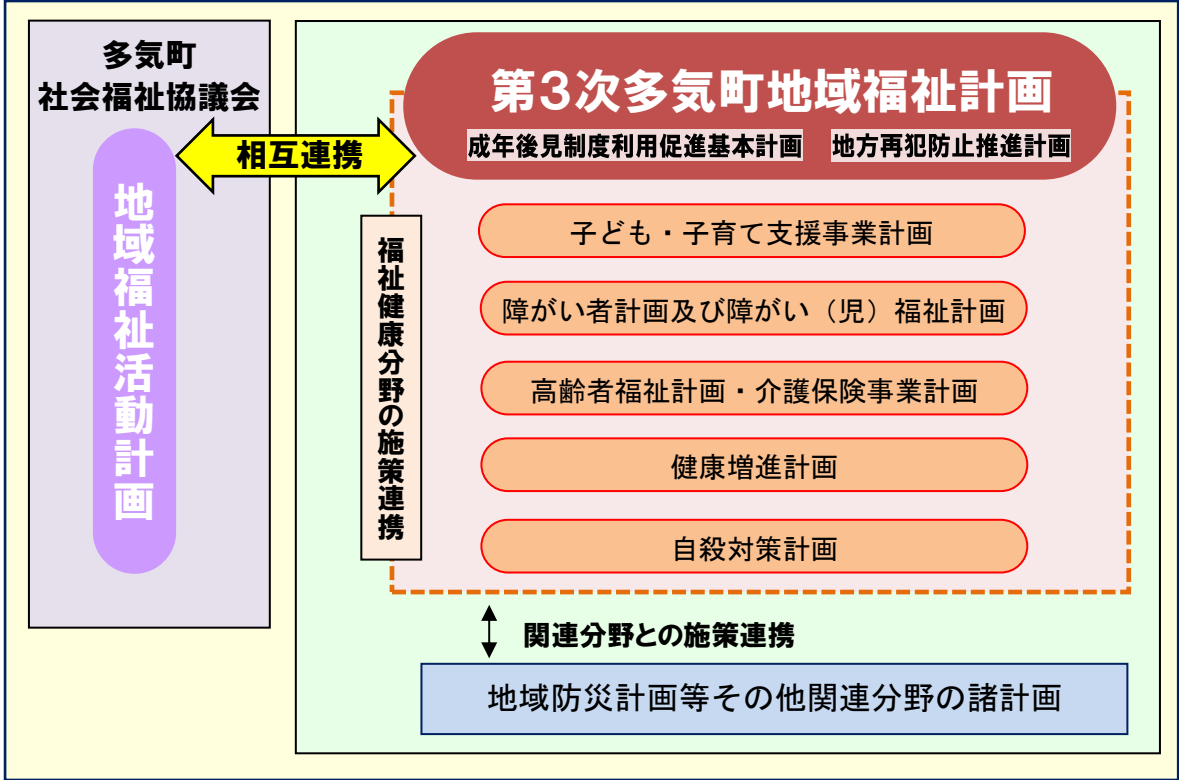 多気町
社会福祉協議会
地域福祉活動計画
相互連携
第3次多気町地域福祉計画
成年後見制度利用促進基本計画 地方再犯防止推進計画
福祉健康分野の施策連携
子ども・子育て支援事業計画
障がい者計画及び障がい（児）福祉計画
高齢者福祉計画・介護保険事業計画
健康増進計画
自殺対策計画
関連分野との施策連携
地域防災計画等その他関連分野の諸計画